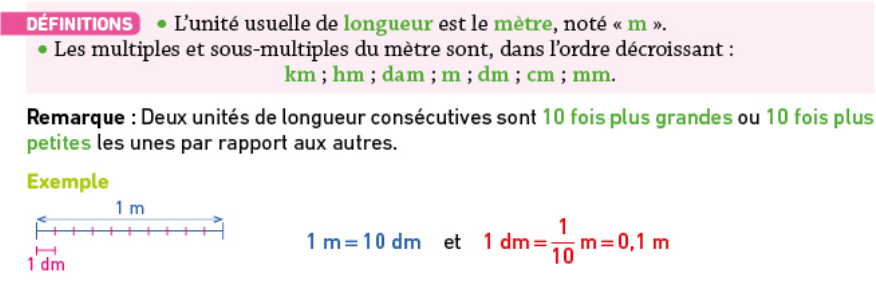 DÉFINITIONS • L'unité usuelle de longueur est le mètre, noté « m ».
• Les multiples et sous-multiples du mètre sont, dans l'ordre décroissant :
km ; hm ; dam ; m ; dm ; cm ; mm.
Remarque : Deux unités de longueur consécutives sont 10 fois plus grandes ou 10 fois plus
petites les unes par rapport aux autres.
Exemple
1 m
1 dm
1 m = 10 dm et 1 dm = 1/10 m = 0,1 m